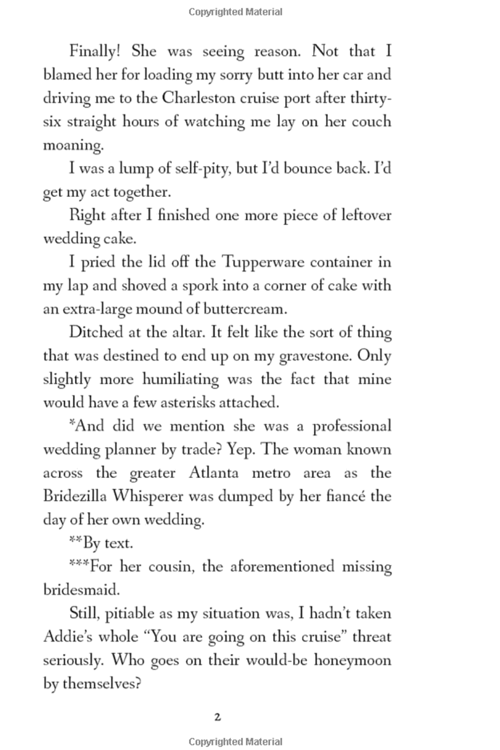 Copyrighted Material
Finally! She was seeing reason. Not that I
blamed her for loading my sorry butt into her car and
driving me to the Charleston cruise port after thirty-
six straight hours of watching me lay on her couch
moaning.
I was a lump of self-pity, but I’d bounce back. I’d
get my act together.
Right after I finished one more piece of leftover
wedding cake.
I pried the lid off the Tupperware container in
my lap and shoved a spork into a corner of cake with
an extra-large mound of buttercream.
Ditched at the altar. It felt like the sort of thing
that was destined to end up on my gravestone. Only
slightly more humiliating was the fact that mine
would have a few asterisks attached.
*And did we mention she was a professional
wedding planner by trade? Yep. The woman known
across the greater Atlanta metro area as the
Bridezilla Whisperer was dumped by her fiancé the
day of her own wedding.
**By text.
***For her cousin, the aforementioned missing
bridesmaid.
Still, pitiable as my situation was, I hadn’t taken
Addie’s whole “You are going on this cruise” threat
seriously. Who goes on their would-be honeymoon
by themselves?
2
Copyrighted Material